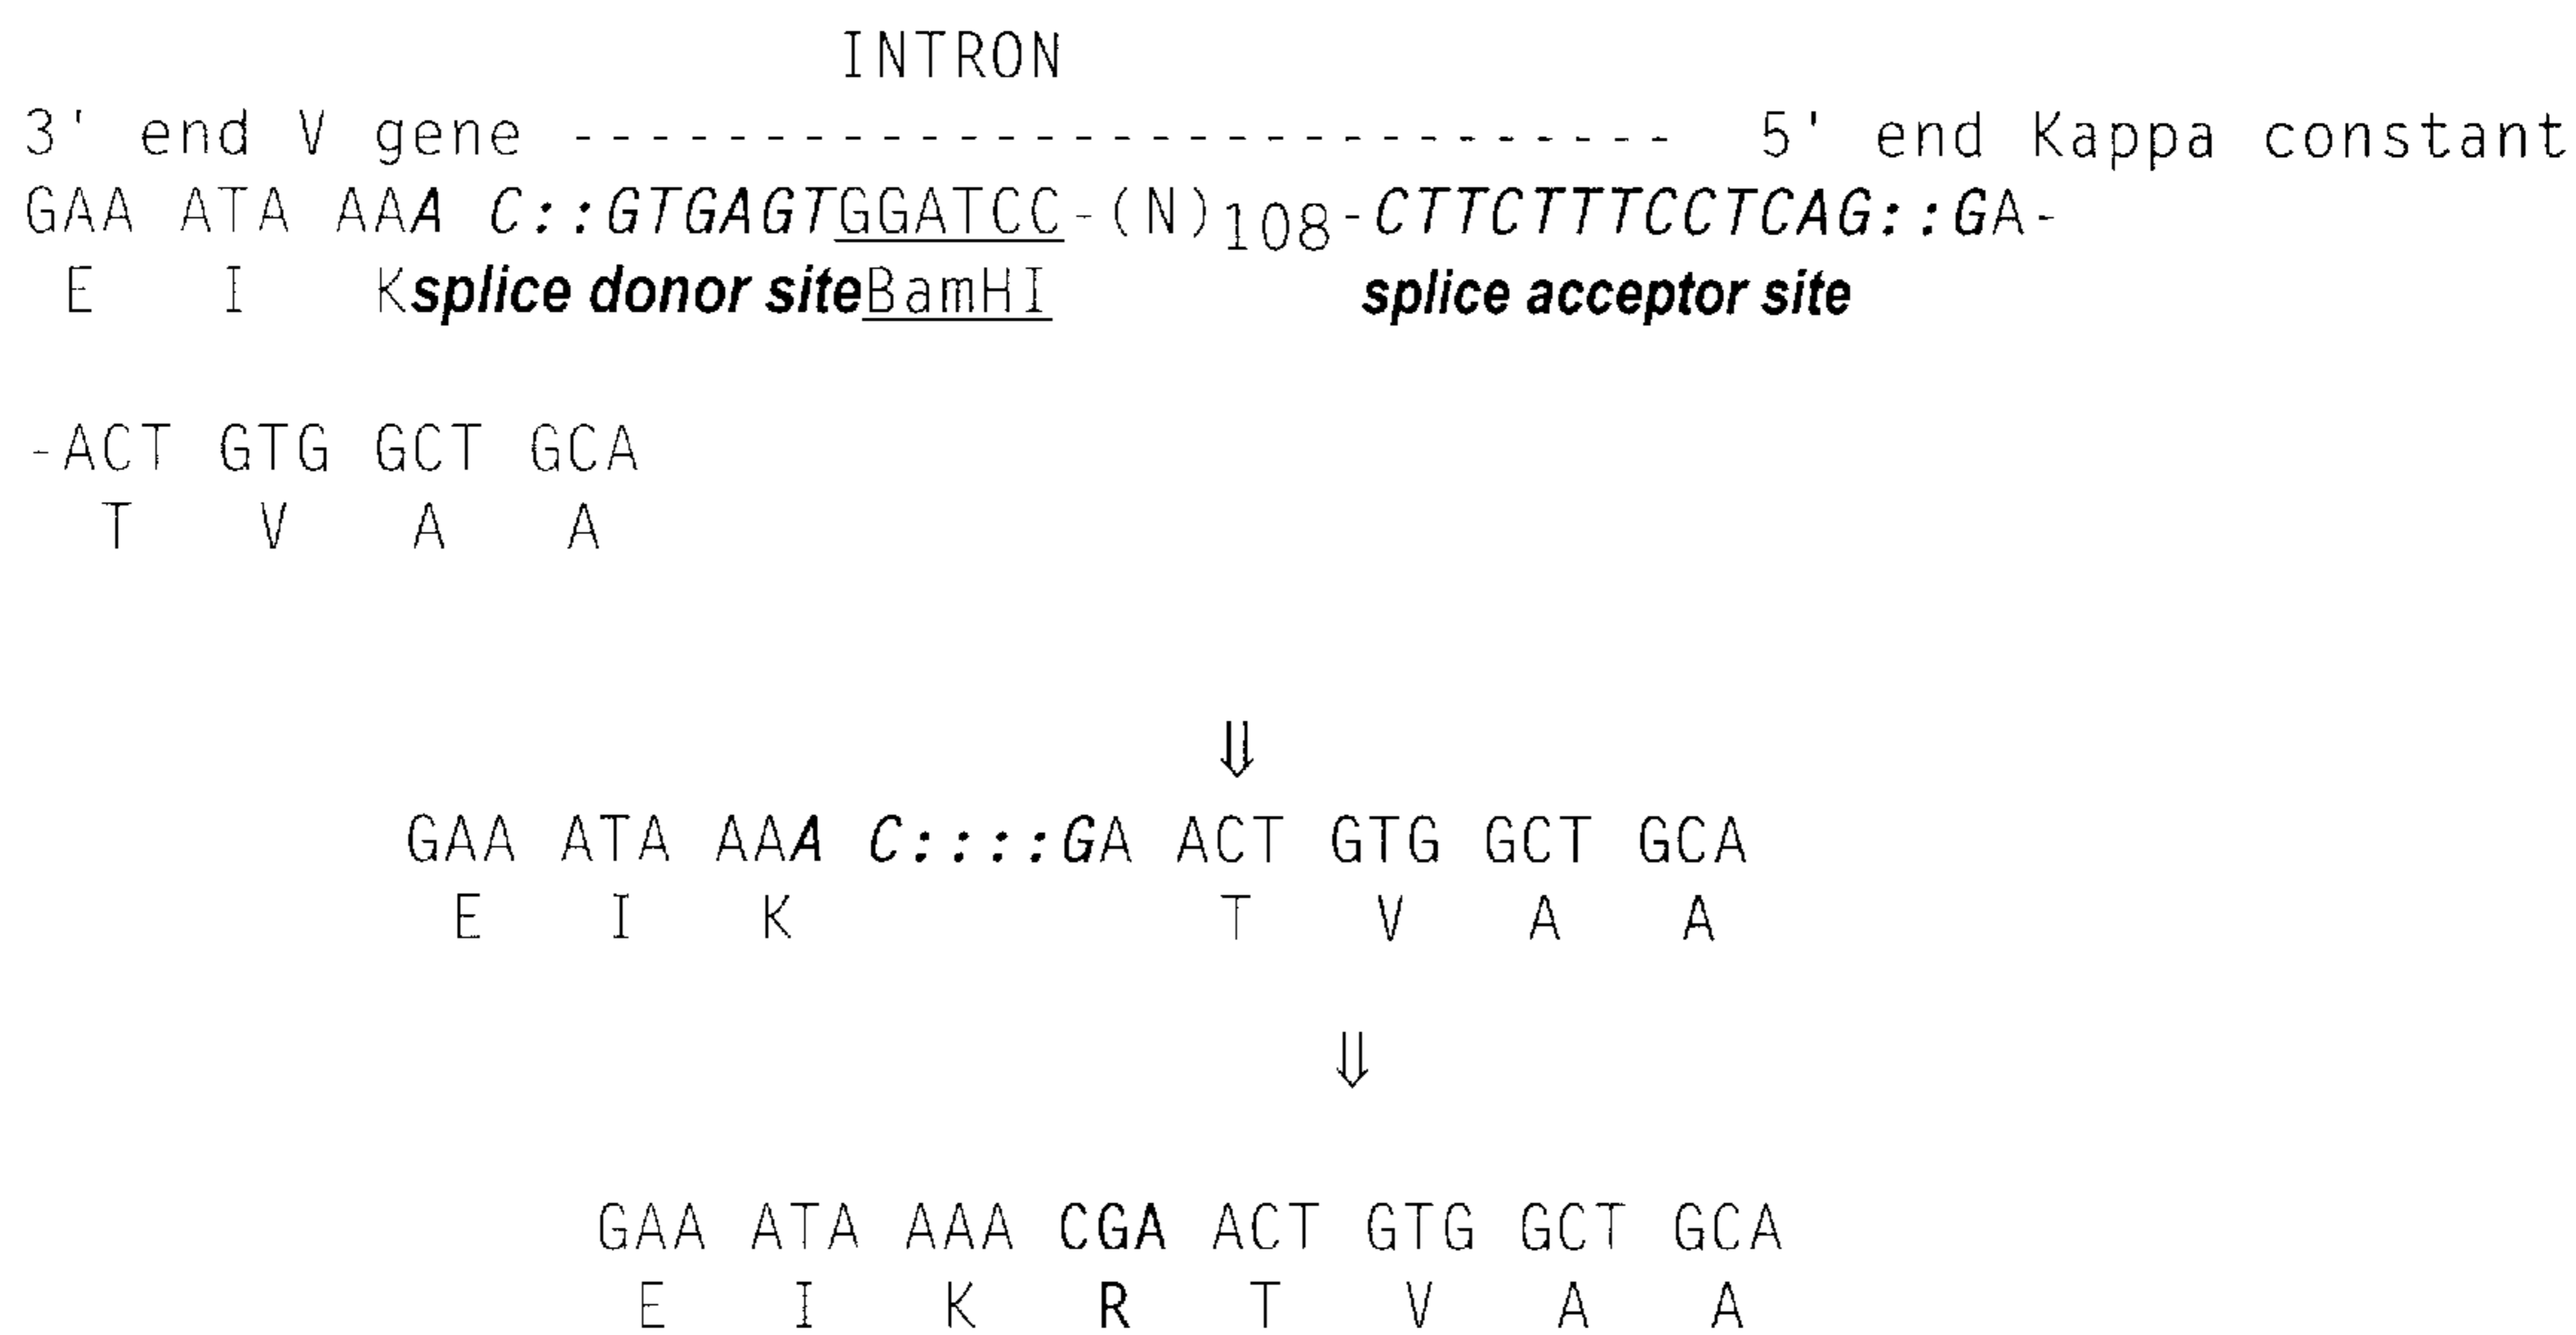 INTRON
3' end V gene ----------------------------- 5' end Kappa constant
GAA ATA AAA C::GTGAGTGGATCC-(N)108-CTTCTTTCCTCAG::GA-
E I Ksplice donor siteBamHI splice acceptor site
-ACT GTG GCT GCA
T V A A
⇓
GAA ATA AAA C::::GA ACT GTG GCT GCA
E I K T V A A
⇓
GAA ATA AAA CGA ACT GTG GCT GCA
E I K R T V A A